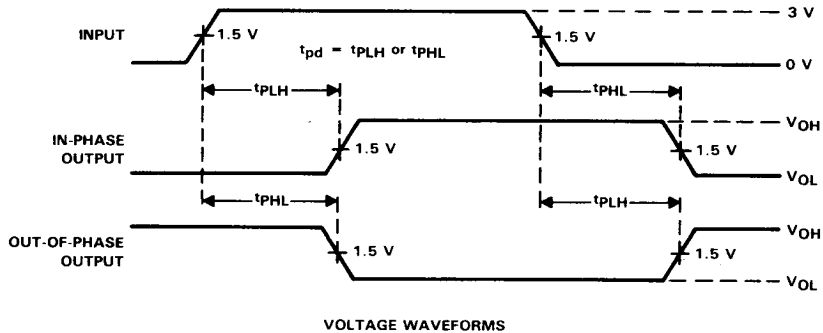 3 V
INPUT
1.5 V
tpd = tPLH or tPHL
1.5 V
0 V
tPLH
tPHL
VOH
IN-PHASE
OUTPUT
1.5 V
1.5 V
VOL
tPHL
tPLH
VOH
OUT-OF-PHASE
OUTPUT
1.5 V
1.5 V
VOL
VOLTAGE WAVEFORMS